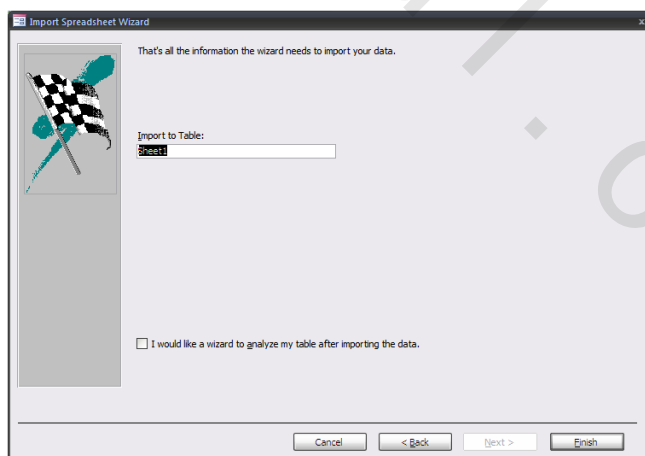 Import Spreadsheet Wizard
x
That's all the information the wizard needs to import your data.
Import to Table:
Sheet1
I would like a wizard to analyze my table after importing the data.
Cancel
< Back
Next >
Finish